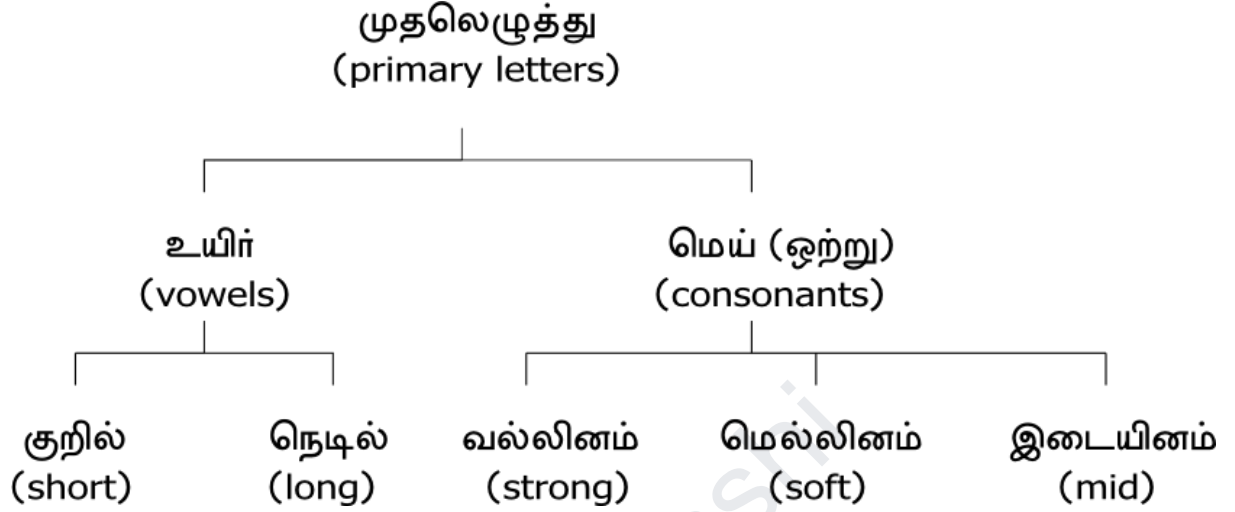 முதலெழுத்து
(primary letters)
உயிர்
(vowels)
மெய் (ஒற்று)
(consonants)
குறில்
(short)
நெடில்
(long)
வல்லினம்
(strong)
மெல்லினம்
(soft)
இடையினம்
(mid)